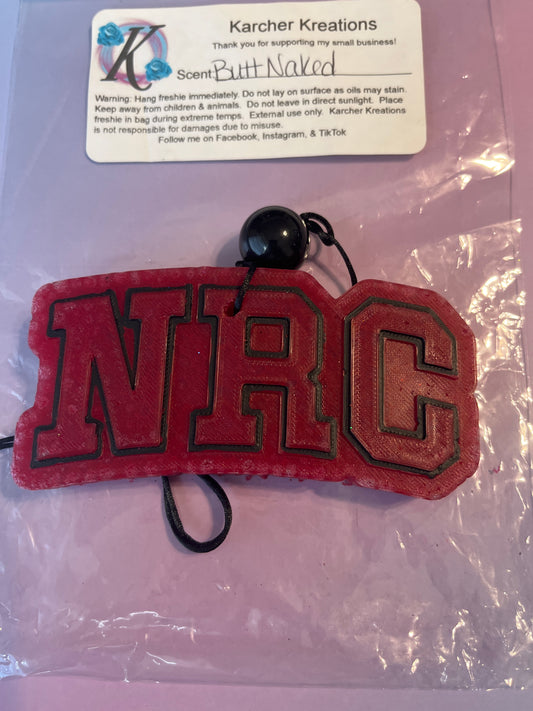 K
Karcher Kreations
Thank you for supporting my small business!
Scent: Butt Naked
Warning: Hang freshie immediately. Do not lay on surface as oils may stain.
Keep away from children & animals. Do not leave in direct sunlight. Place
freshie in bag during extreme temps. External use only. Karcher Kreations
is not responsible for damages due to misuse.
Follow me on Facebook, Instagram, & TikTok
NRC